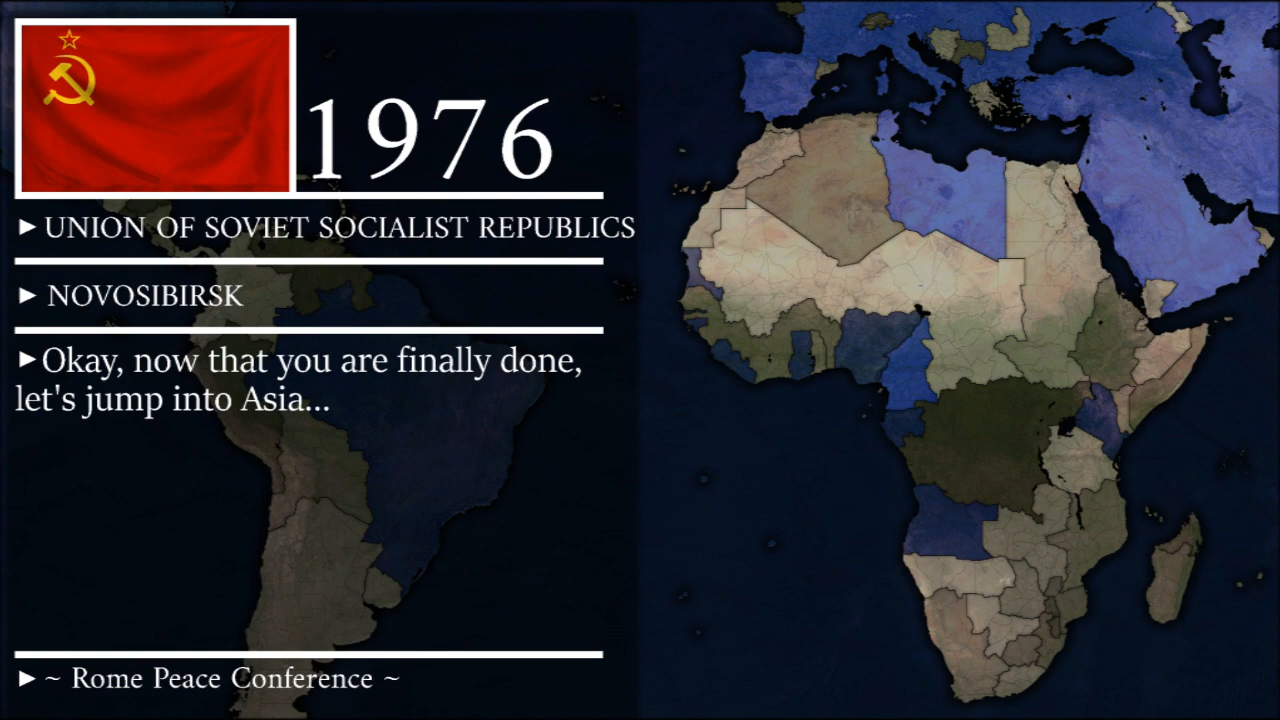 1976
►UNION OF SOVIET SOCIALIST REPUBLICS
► NOVOSIBIRSK
►Okay, now that you are finally done,
let's jump into Asia...
►~ Rome Peace Conference ~